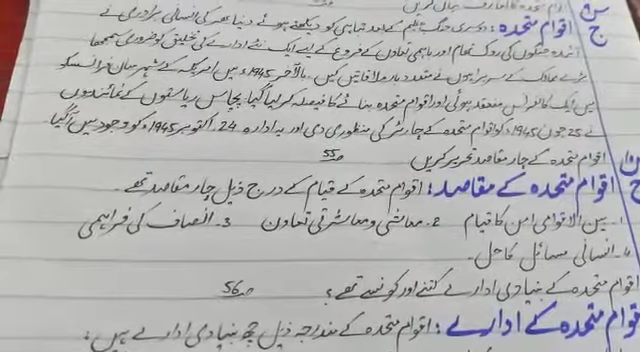 س
ج اقوام متحدہ: دوسری جنگ عظیم کے بعد تباہی کو دیکھتے ہوئے دنیا بھر کی انسانی برادری نے
آئندہ جنگوں کی روک تھام اور باہمی تعاون کے فروغ کے لیے ایک نئے ادارے کی تخلیق کو ضروری سمجھا
بڑے ممالک کے سربراہوں نے متعدد بار ملاقاتیں کیں۔ بالآخر 1945ء میں امریکہ کے شہر سان فرانسسکو
میں ایک کانفرنس منعقد ہوئی اور اقوام متحدہ بنانے کا فیصلہ کر لیا گیا۔ پچاس ریاستوں کے نمائندوں
نے 25 جون 1945ء کو اقوام متحدہ کے چارٹر کی منظوری دی اور یہ ادارہ 24۔ اکتوبر 1945ء کو وجود میں آگیا۔
س اقوام متحدہ کے چار مقاصد تحریر کریں ص55
ج اقوام متحدہ کے مقاصد: اقوام متحدہ کے قیام کے درج ذیل چار مقاصد تھے۔
1۔ بین الاقوامی امن کا قیام 2۔ معاشی و معاشرتی تعاون 3۔ انصاف کی فراہمی
4۔ انسانی مسائل کا حل۔
اقوام متحدہ کے بنیادی ادارے کتنے اور کونسے تھے؟ ص56
اقوام متحدہ کے ادارے: اقوام متحدہ کے مندرجہ ذیل چھ بنیادی ادارے ہیں: